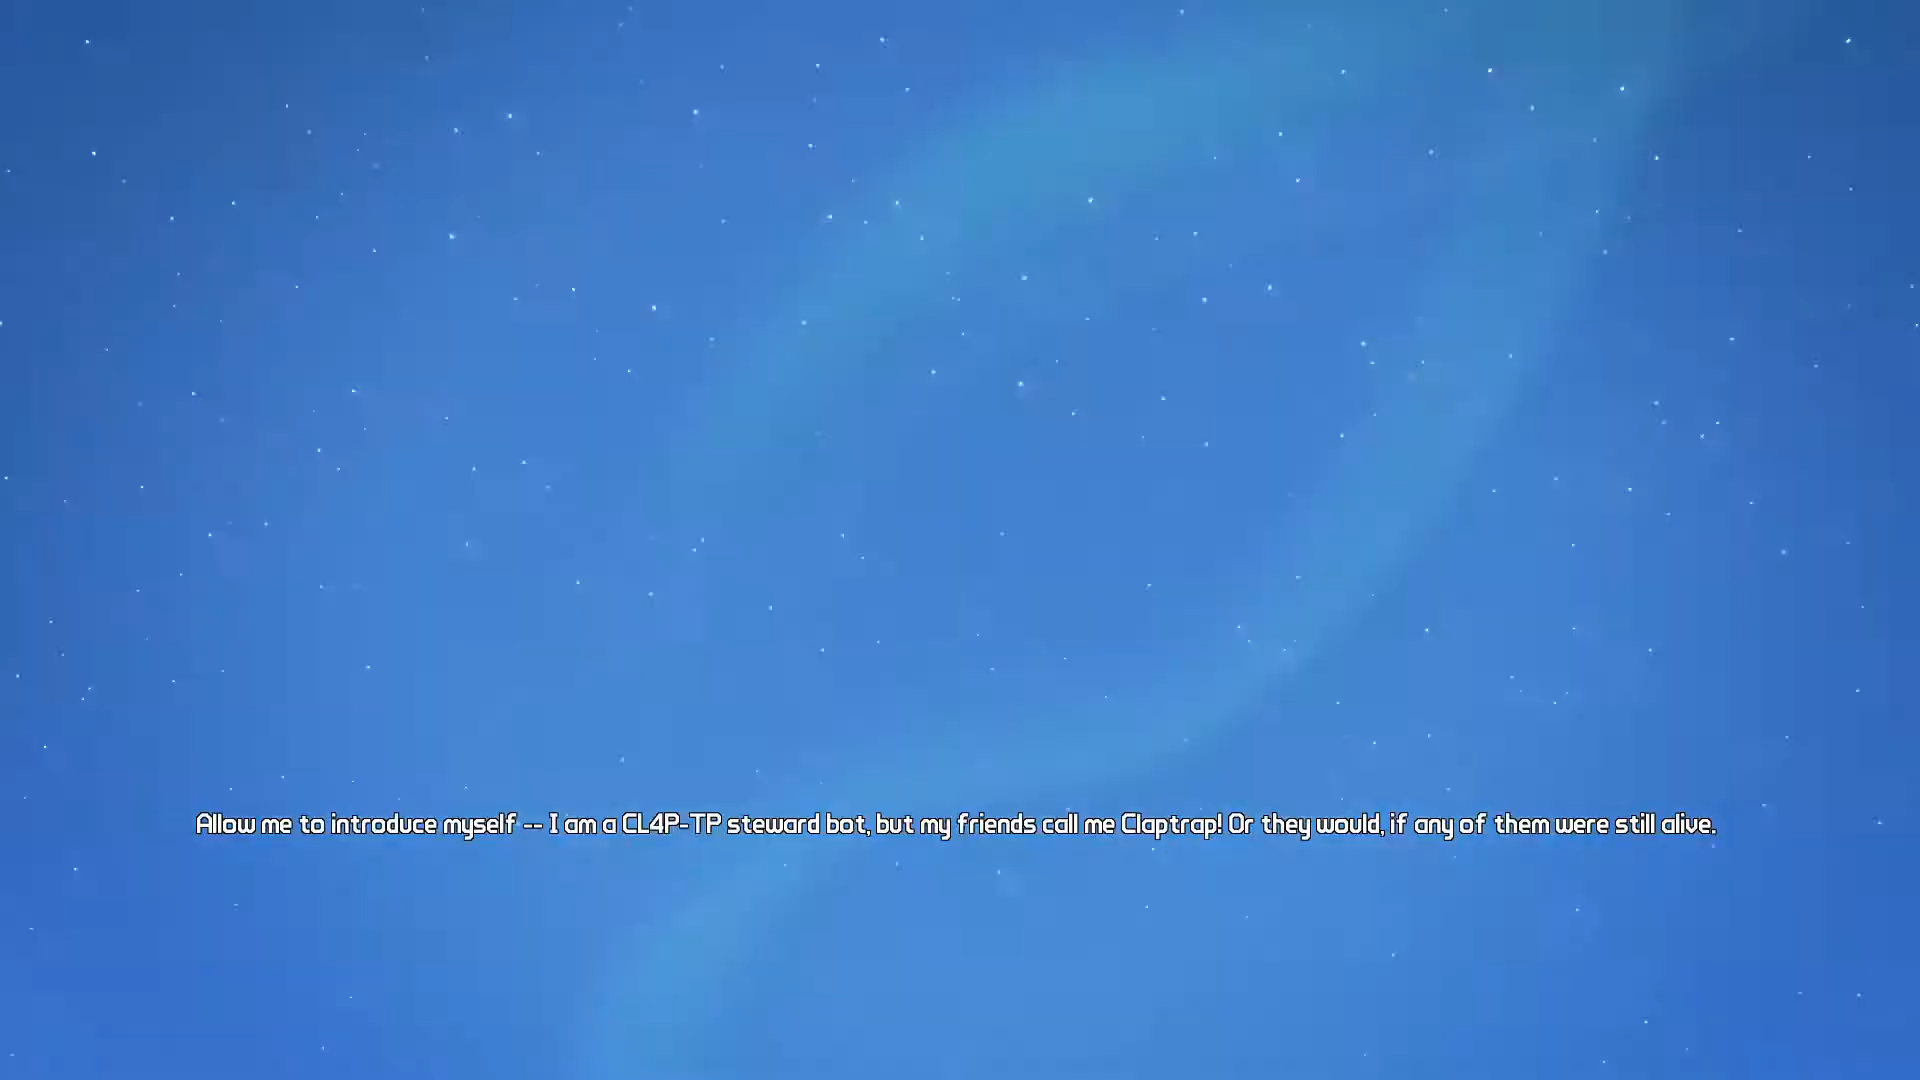 Allow me to introduce myself -- I am a CL4P-TP steward bot, but my friends call me Claptrap! Or they would, if any of them were still alive.